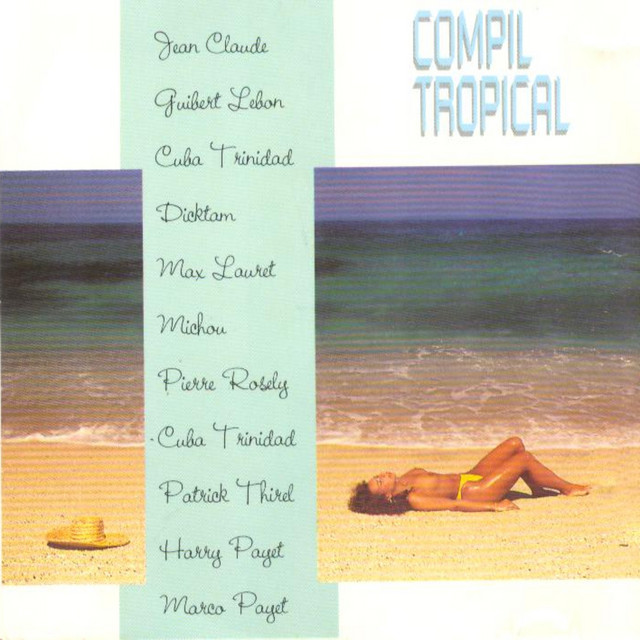 COMPIL
TROPICAL
Jean Claude
Guibert Lebon
Cuba Trinidad
Dicktam
Max Lauret
Michou
Pierre Rosely
Cuba Trinidad
Patrick Thirel
Harry Payet
Marco Payet